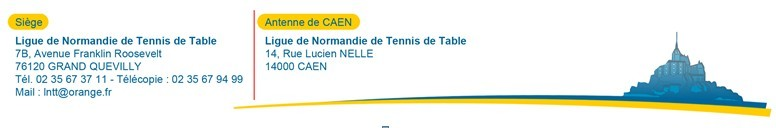 Siège
Ligue de Normandie de Tennis de Table
7B, Avenue Franklin Roosevelt
76120 GRAND QUEVILLY
Tél. 02 35 67 37 11 - Télécopie : 02 35 67 94 99
Mail : lntt@orange.fr
Antenne de CAEN
Ligue de Normandie de Tennis de Table
14, Rue Lucien NELLE
14000 CAEN